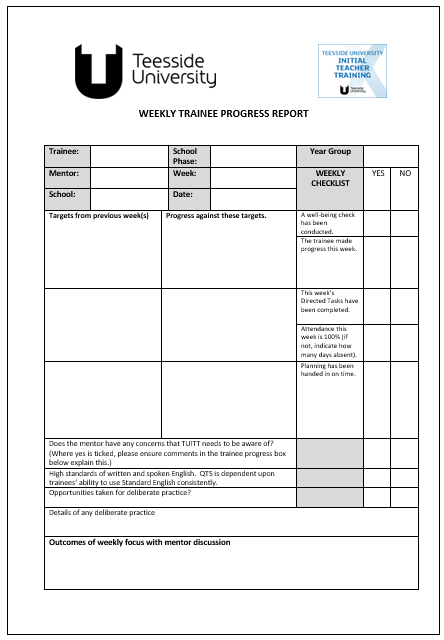 Teesside
University
TEESSIDE UNIVERSITY
INITIAL
TEACHER
TRAINING
Teesside
University
WEEKLY TRAINEE PROGRESS REPORT
Trainee:
School
Phase:
Year Group
Mentor:
Week:
WEEKLY
CHECKLIST
YES
NO
School:
Date:
Targets from previous week(s)
Progress against these targets.
A well-being check
has been
conducted.
The trainee made
progress this week.
This week's
Directed Tasks have
been completed.
Attendance this
week is 100% (if
not, indicate how
many days absent).
Planning has been
handed in on time.
Does the mentor have any concerns that TUITT needs to be aware of?
(Where yes is ticked, please ensure comments in the trainee progress box
below explain this.)
High standards of written and spoken English.  QTS is dependent upon
trainees' ability to use Standard English consistently.
Opportunities taken for deliberate practice?
Details of any deliberate practice
Outcomes of weekly focus with mentor discussion